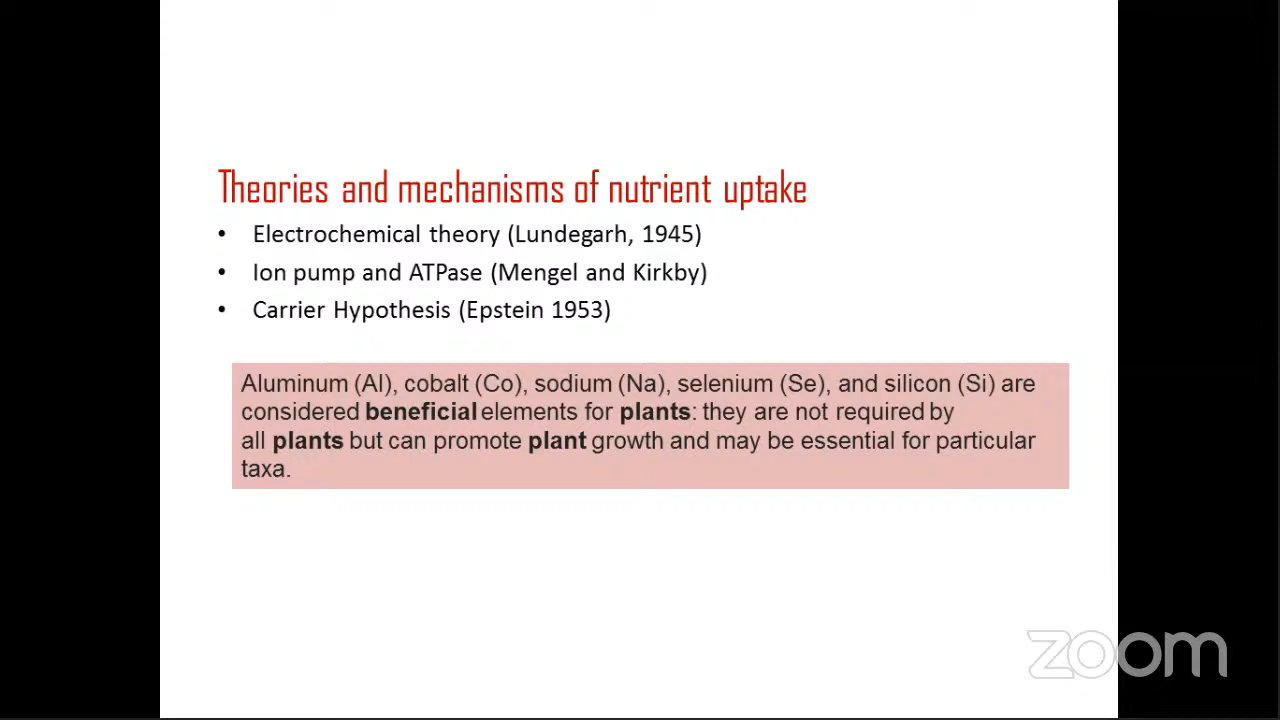 Theories and mechanisms of nutrient uptake
• Electrochemical theory (Lundegarh, 1945)
• Ion pump and ATPase (Mengel and Kirkby)
• Carrier Hypothesis (Epstein 1953)
Aluminum (Al), cobalt (Co), sodium (Na), selenium (Se), and silicon (Si) are
considered beneficial elements for plants: they are not required by
all plants but can promote plant growth and may be essential for particular
taxa.
zoom